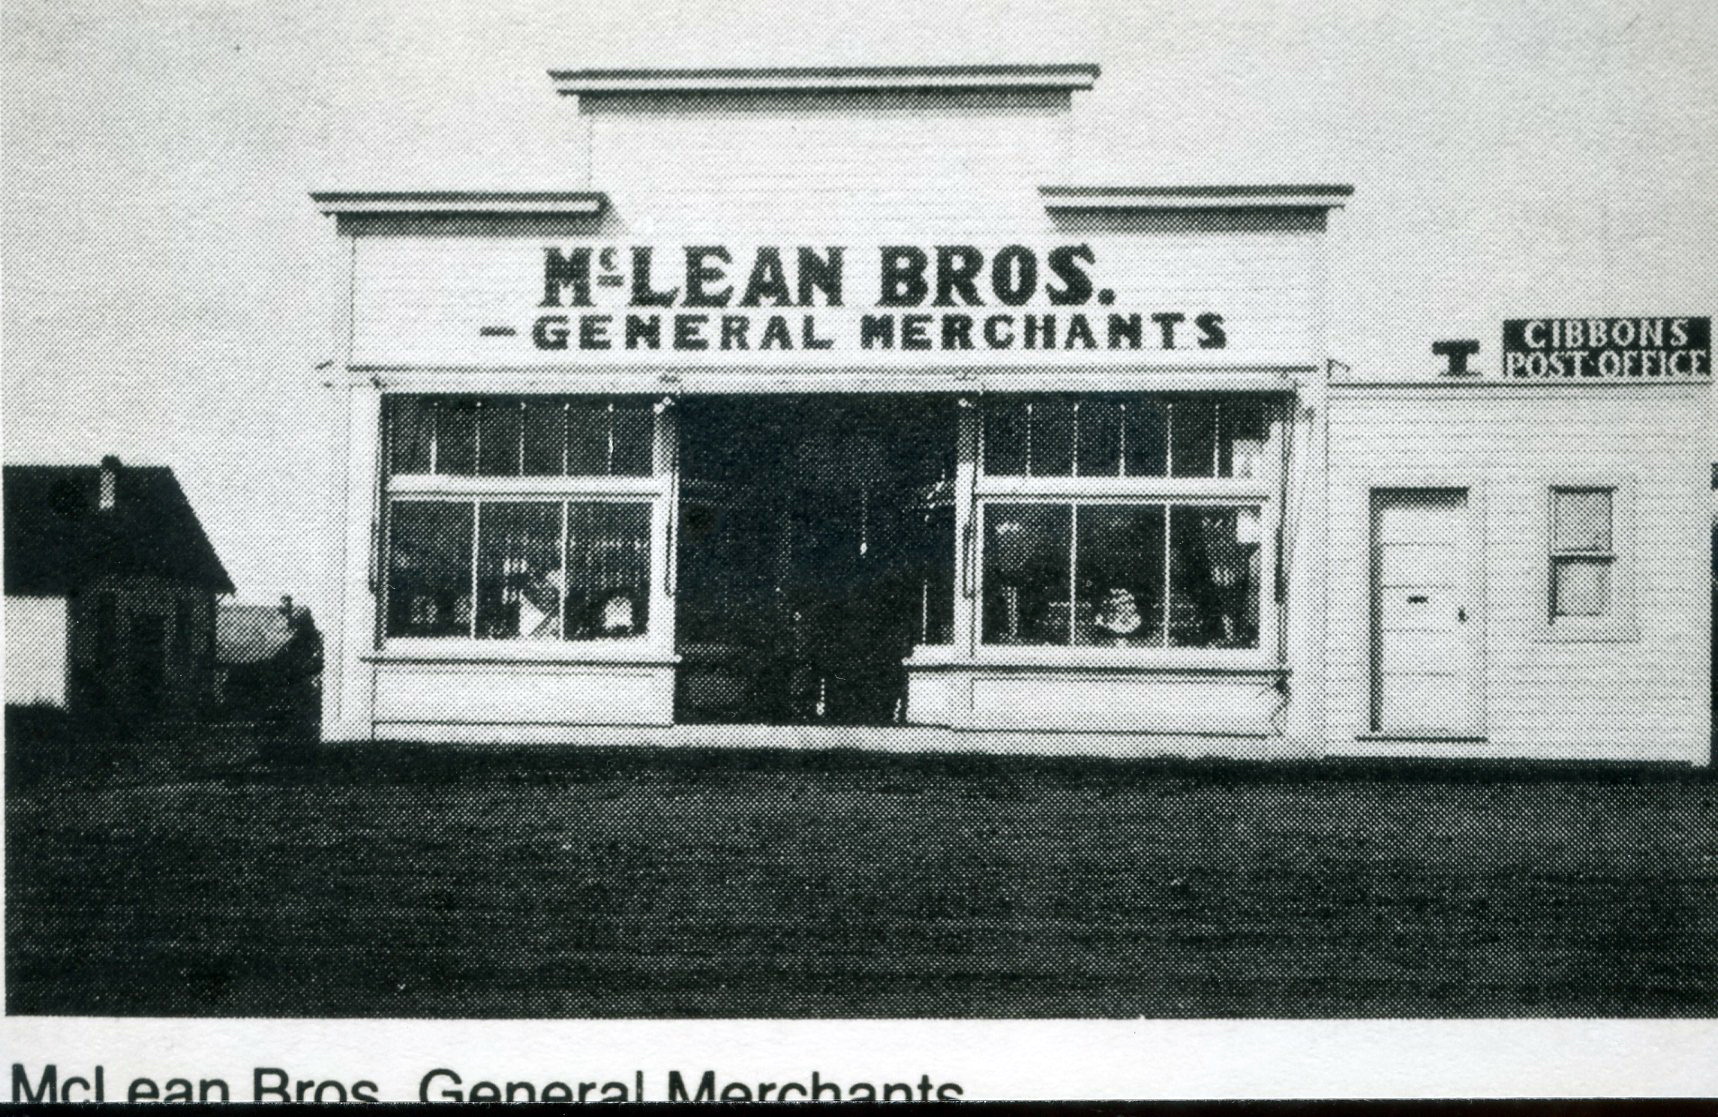 McLEAN BROS.
-GENERAL MERCHANTS
GIBBONS
POST OFFICE
McLean Bros. General Merchants